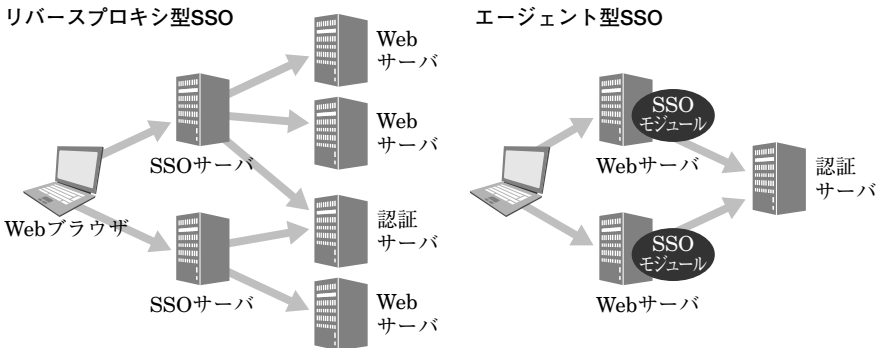 リバースプロキシ型SSO
Web
サーバ
Web
サーバ
SSOサーバ
Webブラウザ
認証
サーバ
SSOサーバ
Web
サーバ
エージェント型SSO
SSO
モジュール
Webサーバ
認証
サーバ
SSO
モジュール
Webサーバ